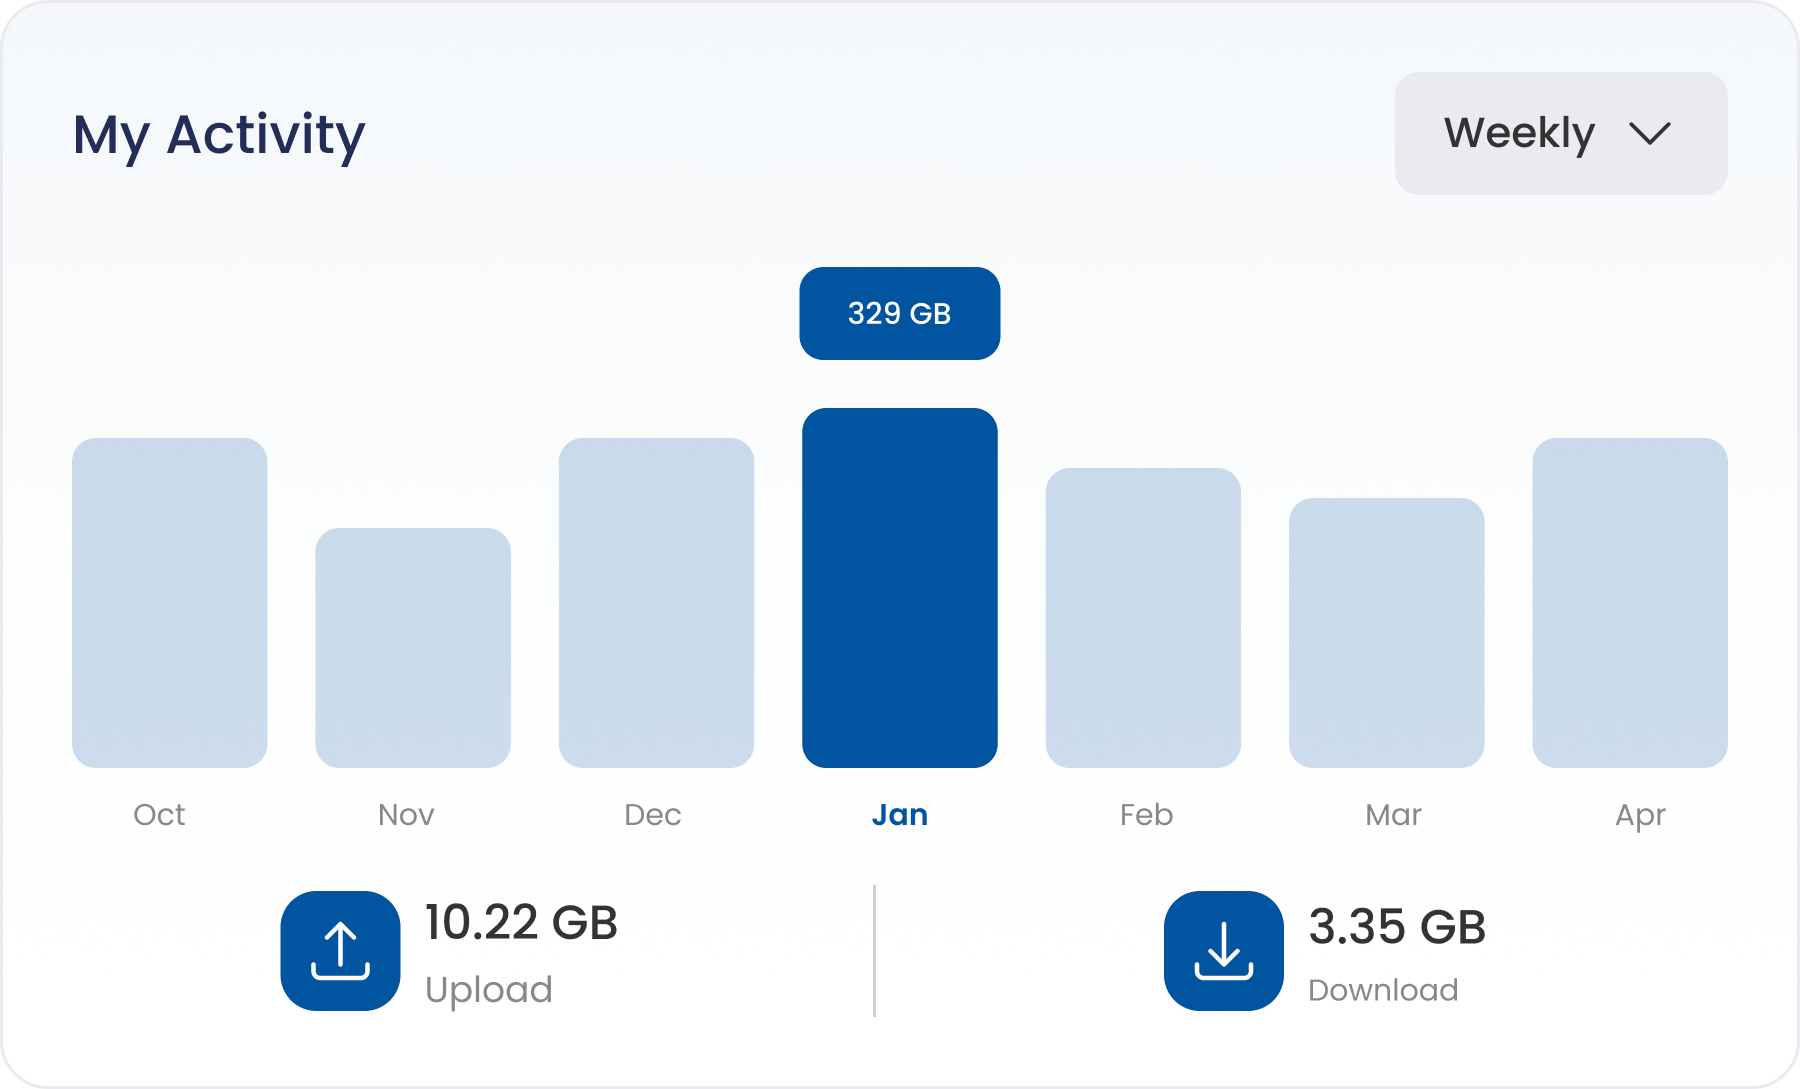 My Activity
Weekly
329 GB
Oct
Nov
Dec
Jan
Feb
Mar
Apr
10.22 GB
Upload
3.35 GB
Download